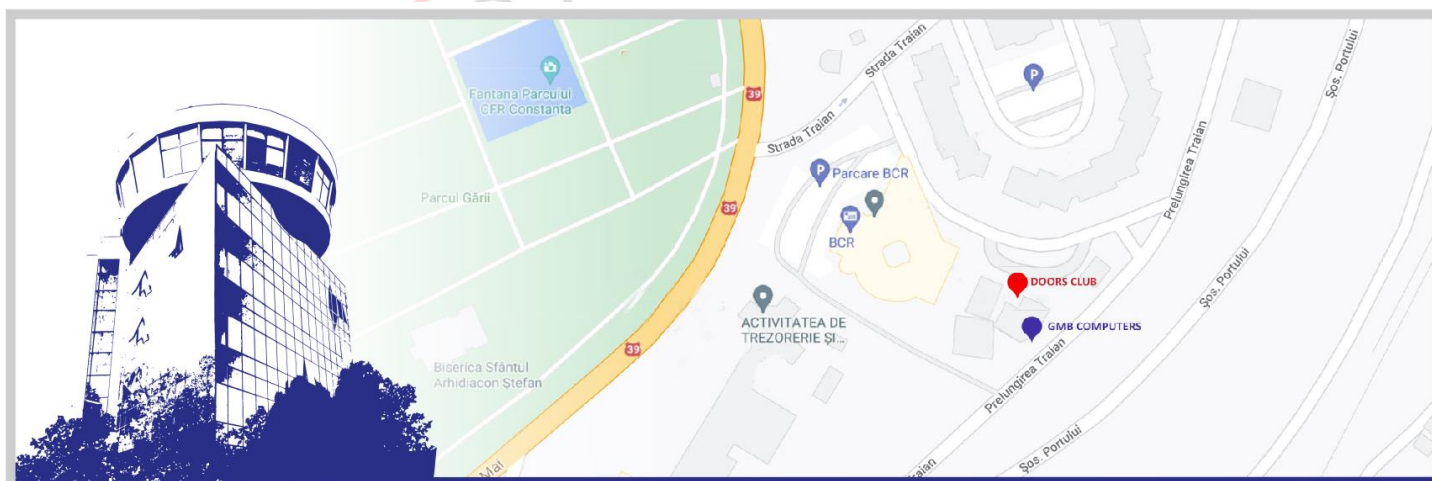 Fantana Parcului
CFR Constanta
Parcul Gării
Biserica Sfântul
Arhidiacon Ștefan
39
39
39
Mai
Strada Traian
Strada Traian
P
Parcare BCR
BCR
ACTIVITATEA DE
TREZORERIE ȘI...
P
DOORS CLUB
GMB COMPUTERS
Prelungirea Traian
Prelungirea Traian
raian
Șos. Portului
Șos. Portului
Șos. Portului